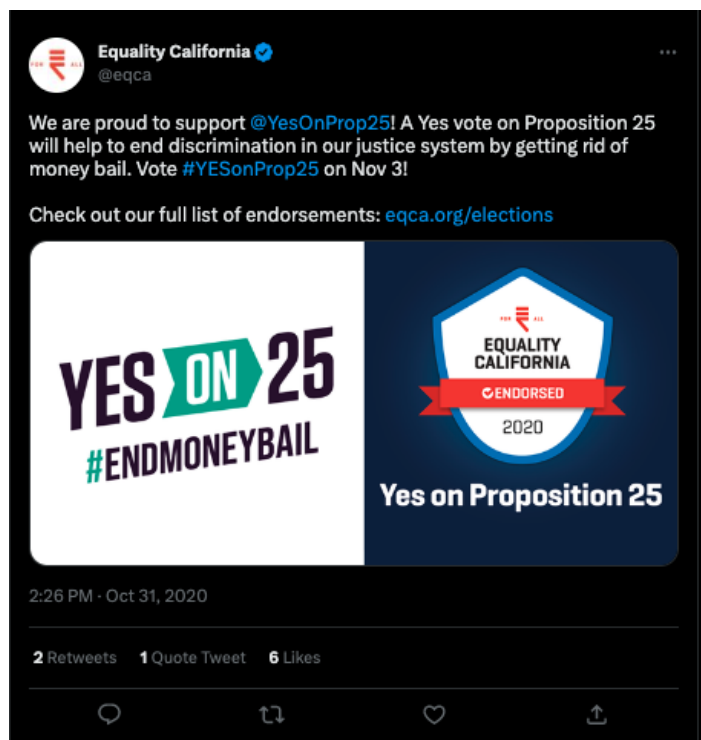 Equality California
@eqca
We are proud to support @YesOnProp25! A Yes vote on Proposition 25
will help to end discrimination in our justice system by getting rid of
money bail. Vote #YESonProp25 on Nov 3!
Check out our full list of endorsements: eqca.org/elections
YES ON 25
#ENDMONEYBAIL
FOR ALL
EQUALITY
CALIFORNIA
ENDORSED
2020
Yes on Proposition 25
2:26 PM · Oct 31, 2020
2 Retweets 1 Quote Tweet 6 Likes